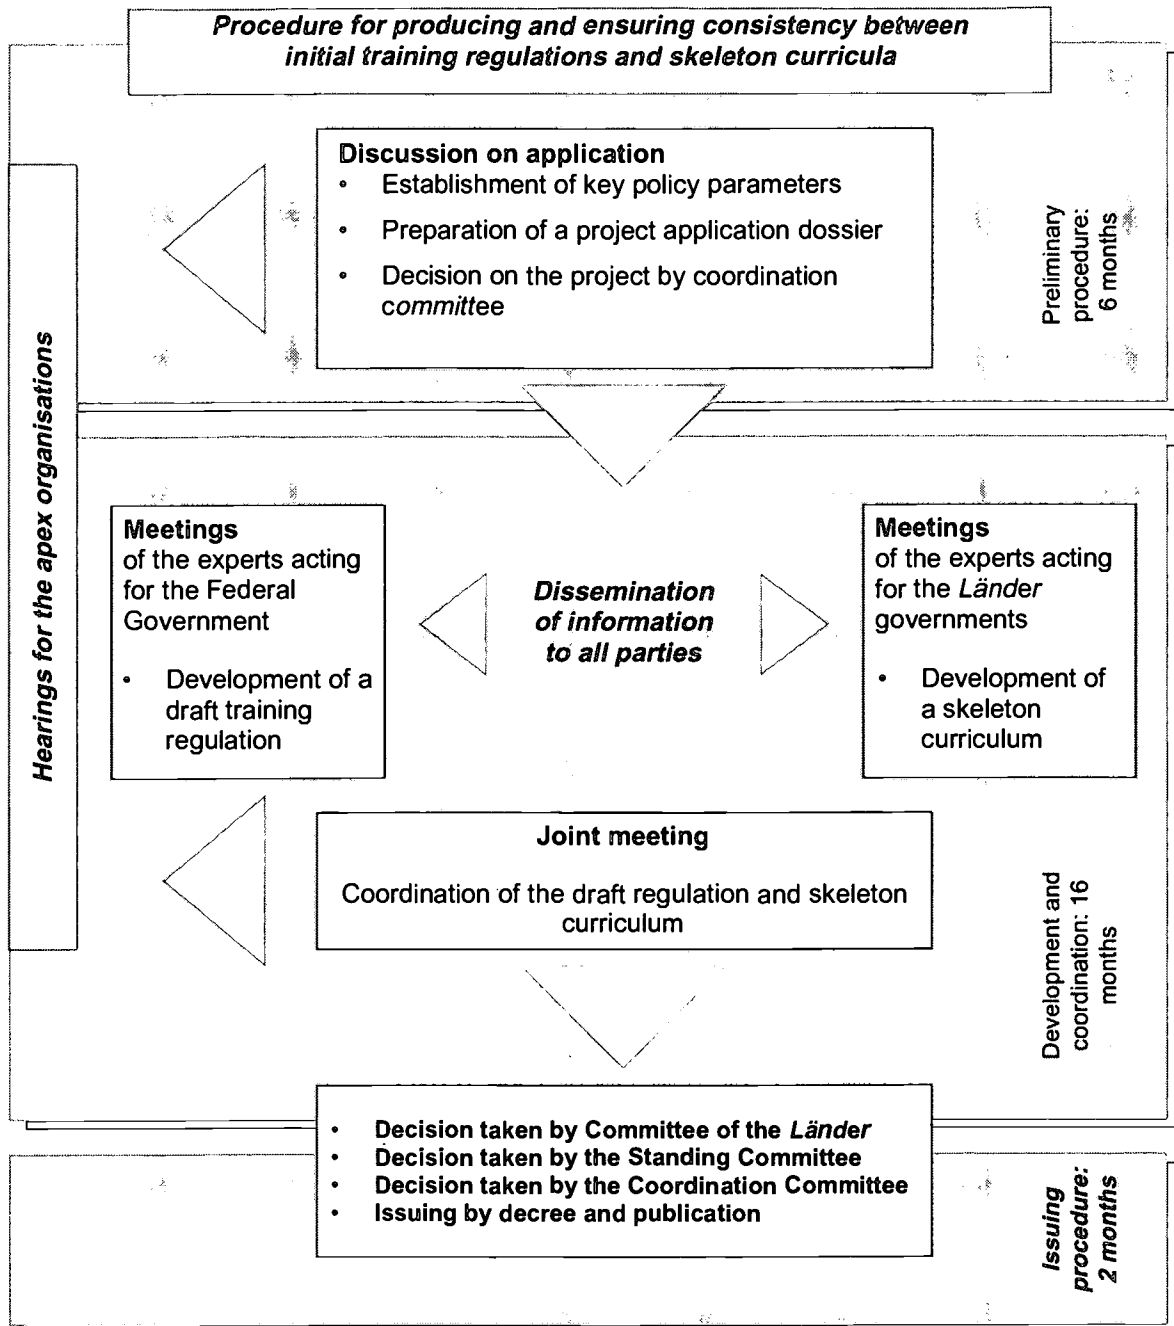 Procedure for producing and ensuring consistency between
initial training regulations and skeleton curricula
Discussion on application
• Establishment of key policy parameters
• Preparation of a project application dossier
• Decision on the project by coordination
committee
Preliminary
procedure:
6 months
Hearings for the apex organisations
Meetings
of the experts acting
for the Federal
Government
• Development of a
draft training
regulation
Dissemination
of information
to all parties
Meetings
of the experts acting
for the Länder
governments
• Development of
a skeleton
curriculum
Joint meeting
Coordination of the draft regulation and skeleton
curriculum
Development and
coordination: 16
months
• Decision taken by Committee of the Länder
• Decision taken by the Standing Committee
• Decision taken by the Coordination Committee
• Issuing by decree and publication
Issuing
procedure:
2 months